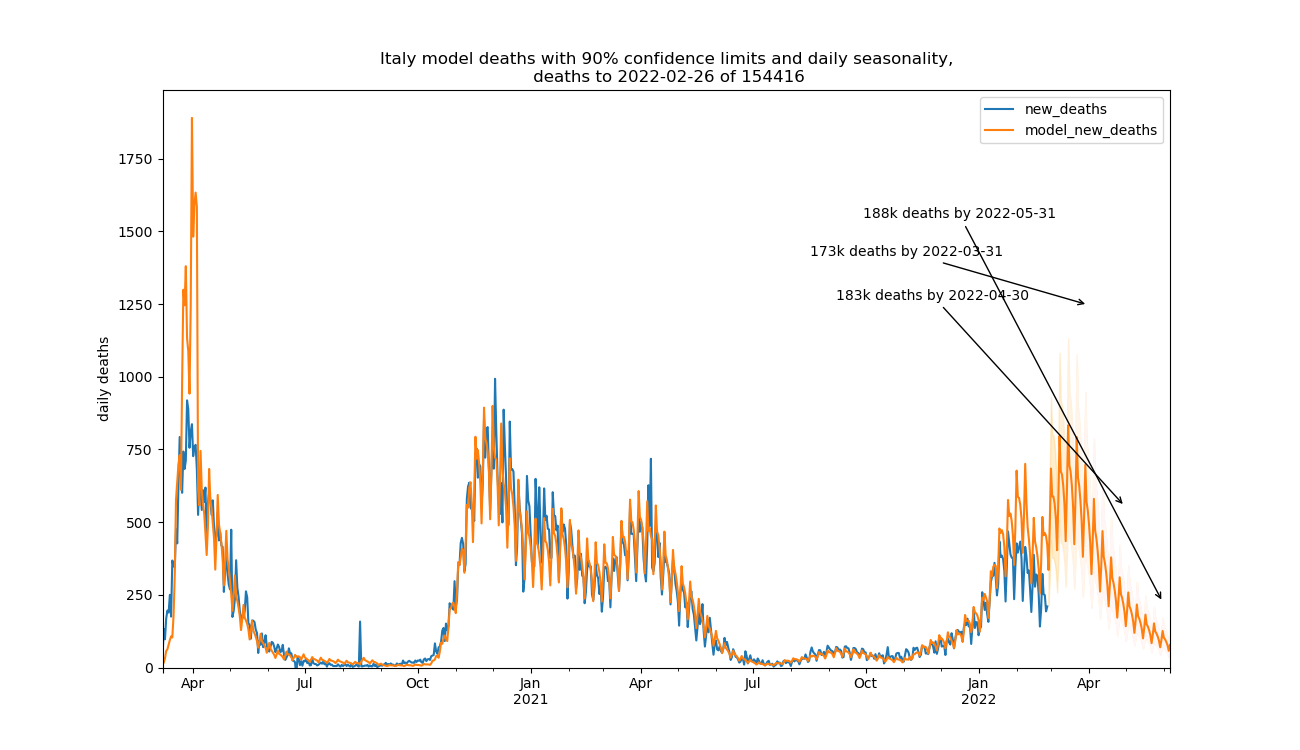 Italy model deaths with 90% confidence limits and daily seasonality,
deaths to 2022-02-26 of 154416
new_deaths
model_new_deaths
1750
1500
1250
1000
750
500
250
0
daily deaths
188k deaths by 2022-05-31
173k deaths by 2022-03-31
183k deaths by 2022-04-30
Apr Jul Oct Jan Apr Jul Oct Jan Apr
2021 2022